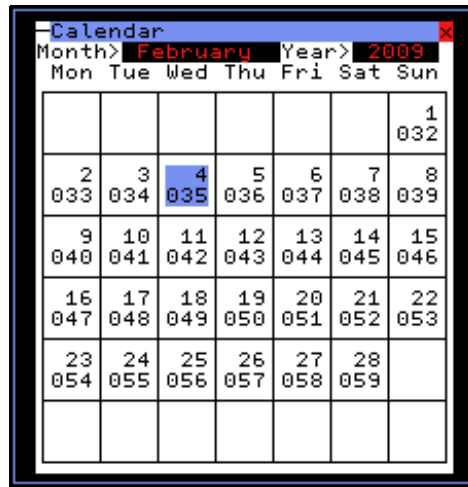 Calendar x
Month> February Year> 2009
Mon Tue Wed Thu Fri Sat Sun
1
032
2 3 4 5 6 7 8
033 034 035 036 037 038 039
9 10 11 12 13 14 15
040 041 042 043 044 045 046
16 17 18 19 20 21 22
047 048 049 050 051 052 053
23 24 25 26 27 28
054 055 056 057 058 059